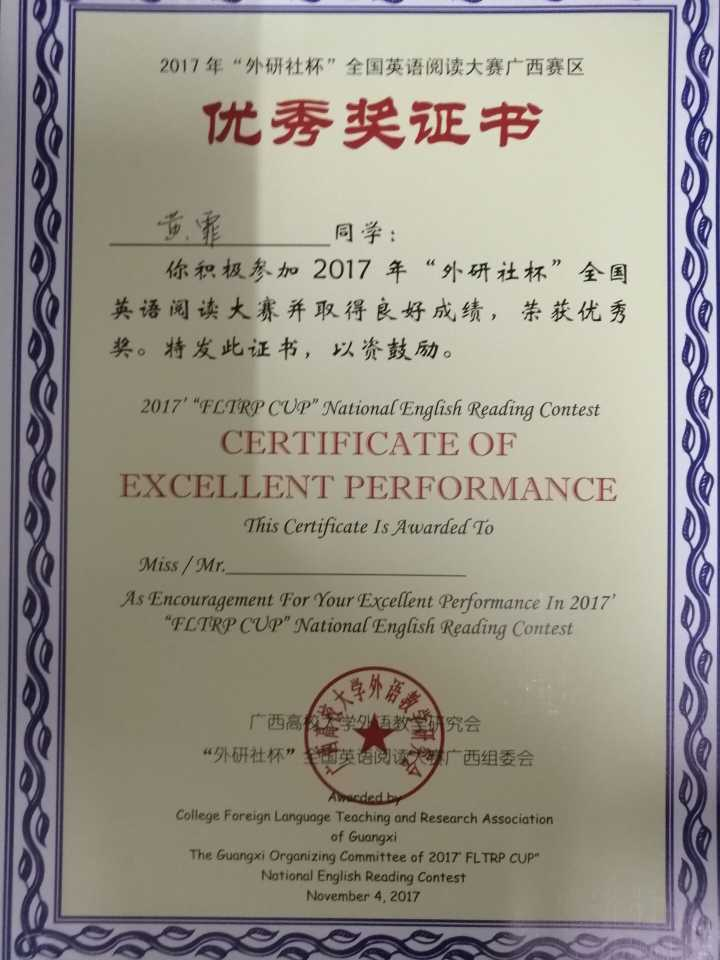 2017年“外研社杯”全国英语阅读大赛广西赛区
优秀奖证书
黄霏 同学：
你积极参加 2017 年“外研社杯”全国
英语阅读大赛并取得良好成绩，荣获优秀
奖。特发此证书，以资鼓励。
2017' “FLTRP CUP” National English Reading Contest
CERTIFICATE OF
EXCELLENT PERFORMANCE
This Certificate Is Awarded To
Miss / Mr.
As Encouragement For Your Excellent Performance In 2017'
“FLTRP CUP” National English Reading Contest
广西高校大学外语教学研究会
广西高校大学外语教学研究会
“外研社杯”全国英语阅读大赛广西组委会
Awarded by
College Foreign Language Teaching and Research Association
of Guangxi
The Guangxi Organizing Committee of 2017' FLTRP CUP”
National English Reading Contest
November 4, 2017